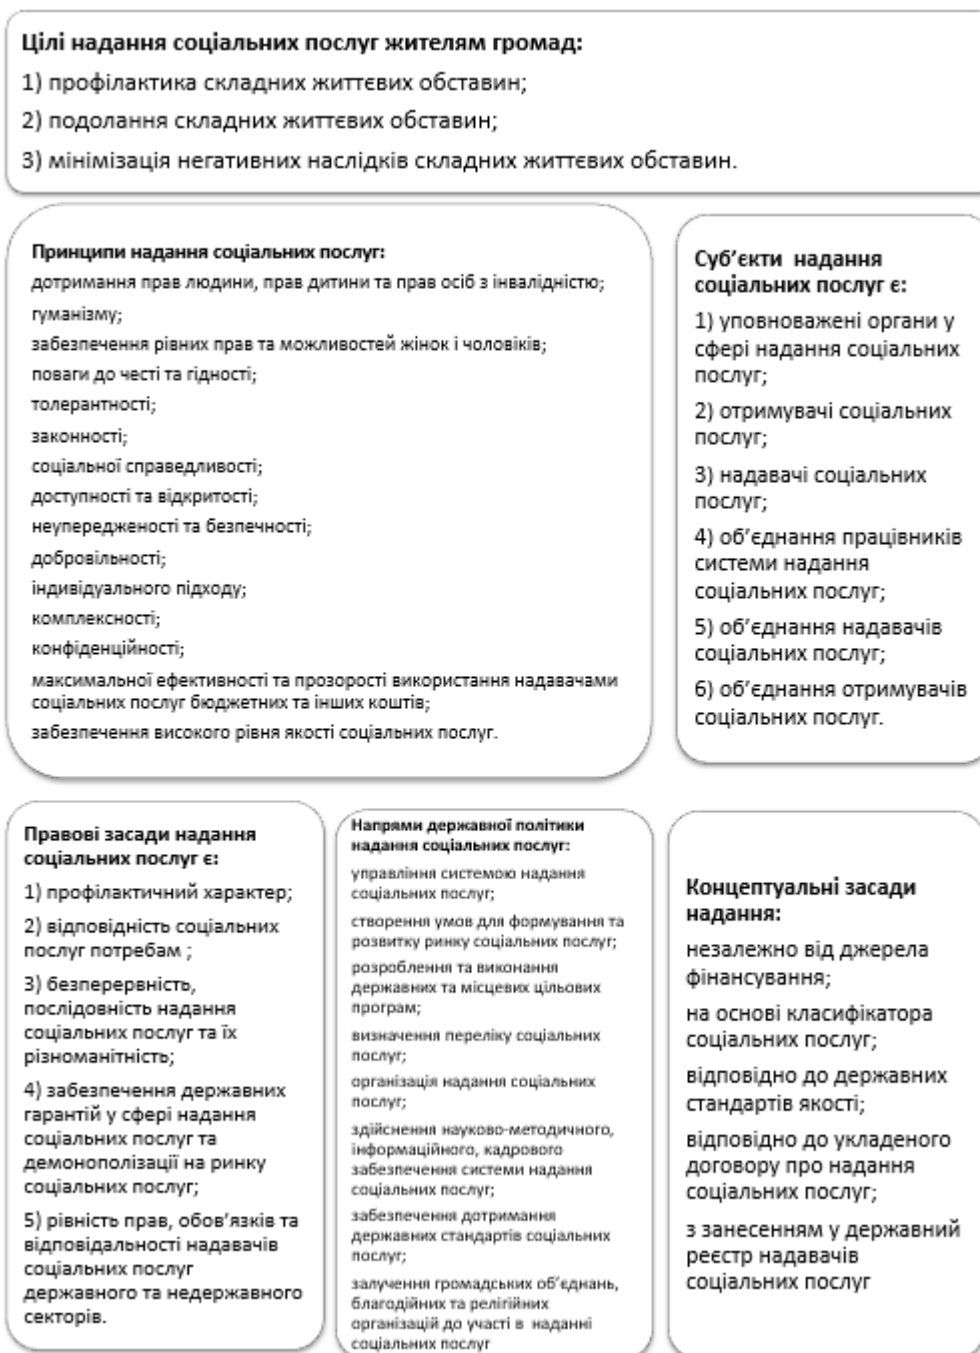 Цілі надання соціальних послуг жителям громад:
1) профілактика складних життєвих обставин;
2) подолання складних життєвих обставин;
3) мінімізація негативних наслідків складних життєвих обставин.
Принципи надання соціальних послуг:
дотримання прав людини, прав дитини та прав осіб з інвалідністю;
гуманізму;
забезпечення рівних прав та можливостей жінок і чоловіків;
поваги до честі та гідності;
толерантності;
законності;
соціальної справедливості;
доступності та відкритості;
неупередженості та безпечності;
добровільності;
індивідуального підходу;
комплексності;
конфіденційності;
максимальної ефективності та прозорості використання надавачами
соціальних послуг бюджетних та інших коштів;
забезпечення високого рівня якості соціальних послуг.
Суб’єкти надання
соціальних послуг є:
1) уповноважені органи у
сфері надання соціальних
послуг;
2) отримувачі соціальних
послуг;
3) надавачі соціальних
послуг;
4) об’єднання працівників
системи надання
соціальних послуг;
5) об’єднання надавачів
соціальних послуг;
6) об’єднання отримувачів
соціальних послуг.
Правові засади надання
соціальних послуг є:
1) профілактичний характер;
2) відповідність соціальних
послуг потребам ;
3) безперервність,
послідовність надання
соціальних послуг та їх
різноманітність;
4) забезпечення державних
гарантій у сфері надання
соціальних послуг та
демонополізації на ринку
соціальних послуг;
5) рівність прав, обов’язків та
відповідальності надавачів
соціальних послуг
державного та недержавного
секторів.
Напрями державної політики
надання соціальних послуг:
управління системою надання
соціальних послуг;
створення умов для формування та
розвитку ринку соціальних послуг;
розроблення та виконання
державних та місцевих цільових
програм;
визначення переліку соціальних
послуг;
організація надання соціальних
послуг;
здійснення науково-методичного,
інформаційного, кадрового
забезпечення системи надання
соціальних послуг;
забезпечення дотримання
державних стандартів соціальних
послуг;
залучення громадських об’єднань,
благодійних та релігійних
організацій до участі в наданні
соціальних послуг
Концептуальні засади
надання:
незалежно від джерела
фінансування;
на основі класифікатора
соціальних послуг;
відповідно до державних
стандартів якості;
відповідно до укладеного
договору про надання
соціальних послуг;
з занесенням у державний
реєстр надавачів
соціальних послуг